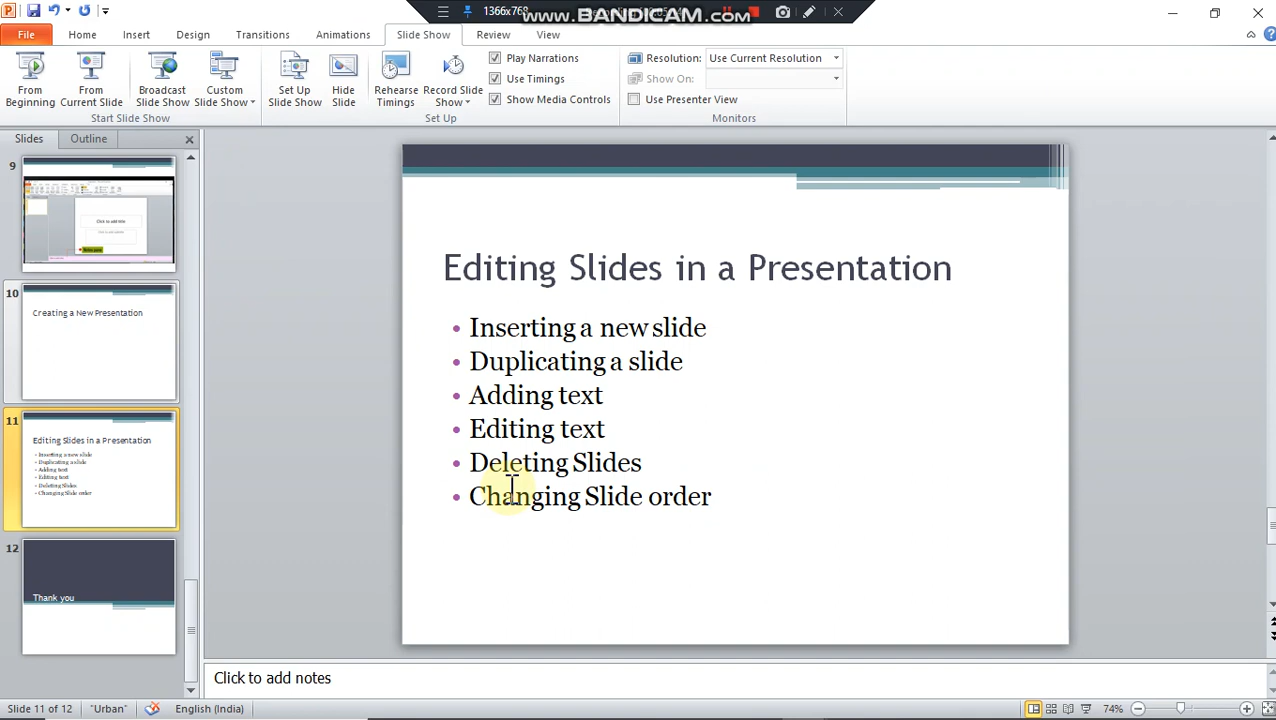 1366x768
www.BANDICAM.com
File Home Insert Design Transitions Animations Slide Show Review View
From Beginning
From Current Slide
Broadcast Slide Show
Custom Slide Show
Start Slide Show
Set Up Slide Show
Hide Slide
Rehearse Timings
Record Slide Show
Play Narrations
Use Timings
Show Media Controls
Set Up
Resolution: Use Current Resolution
Show On:
Use Presenter View
Monitors
Slides Outline
9
Click to add title
10
Creating a New Presentation
11
Editing Slides in a Presentation
• Inserting a new slide
• Duplicating a slide
• Adding text
• Editing text
• Deleting Slides
• Changing Slide order
12
Thank you
Editing Slides in a Presentation
• Inserting a new slide
• Duplicating a slide
• Adding text
• Editing text
• Deleting Slides
• Changing Slide order
Click to add notes
Slide 11 of 12 "Urban" English (India) 74%